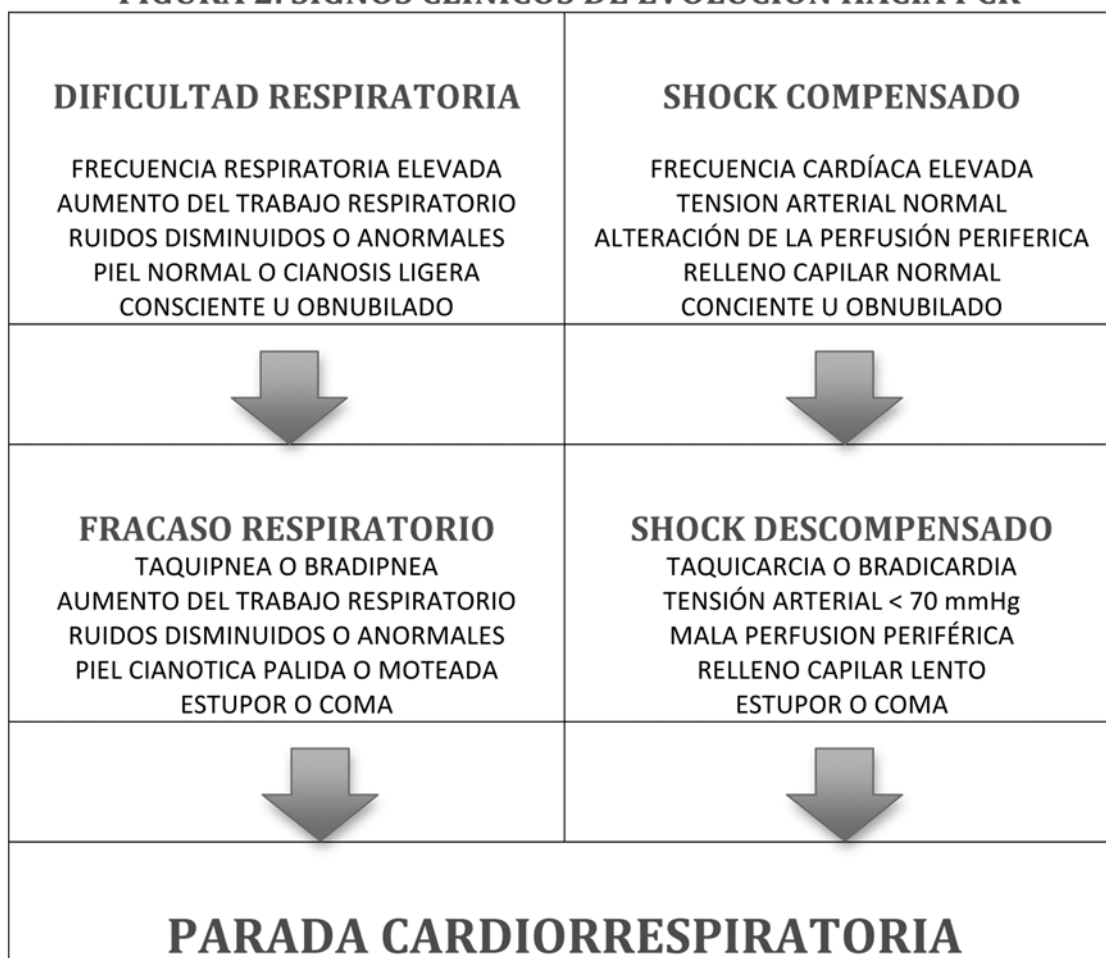 FIGURA 2. SIGNOS CLINICOS DE EVOLUCION HACIA PCR
DIFICULTAD RESPIRATORIA
FRECUENCIA RESPIRATORIA ELEVADA
AUMENTO DEL TRABAJO RESPIRATORIO
RUIDOS DISMINUIDOS O ANORMALES
PIEL NORMAL O CIANOSIS LIGERA
CONSCIENTE U OBNUBILADO
SHOCK COMPENSADO
FRECUENCIA CARDÍACA ELEVADA
TENSION ARTERIAL NORMAL
ALTERACIÓN DE LA PERFUSIÓN PERIFERICA
RELLENO CAPILAR NORMAL
CONCIENTE U OBNUBILADO
FRACASO RESPIRATORIO
TAQUIPNEA O BRADIPNEA
AUMENTO DEL TRABAJO RESPIRATORIO
RUIDOS DISMINUIDOS O ANORMALES
PIEL CIANOTICA PALIDA O MOTEADA
ESTUPOR O COMA
SHOCK DESCOMPENSADO
TAQUICARCIA O BRADICARDIA
TENSIÓN ARTERIAL < 70 mmHg
MALA PERFUSION PERIFÉRICA
RELLENO CAPILAR LENTO
ESTUPOR O COMA
PARADA CARDIORRESPIRATORIA